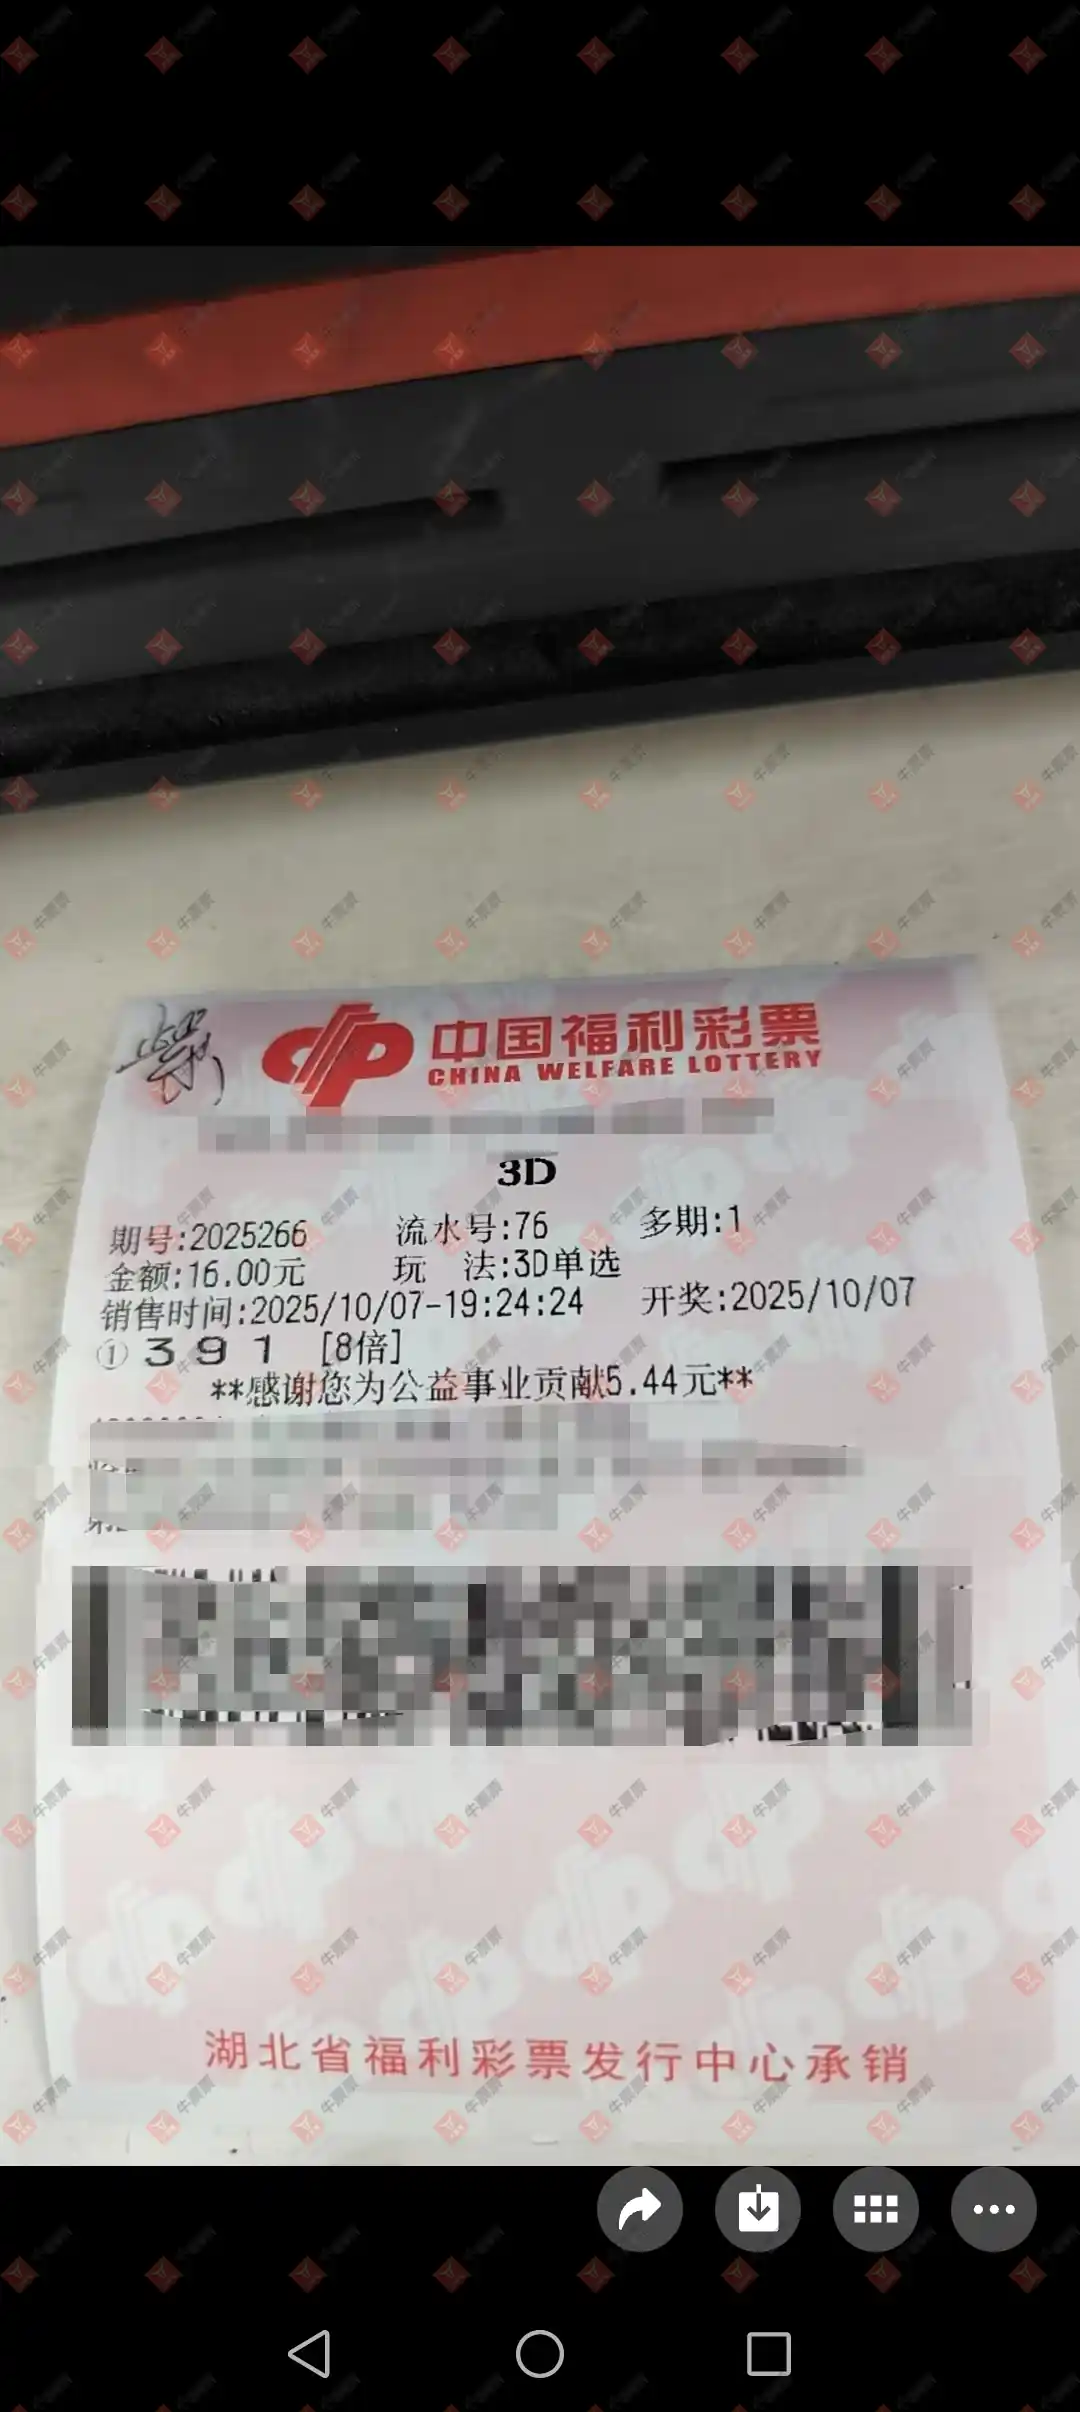 中国福利彩票
CHINA WELFARE LOTTERY
3D
期号:2025266 流水号:76 多期:1
金额:16.00元 玩 法:3D单选
销售时间:2025/10/07-19:24:24 开奖:2025/10/07
① 3 9 1 [8倍]
**感谢您为公益事业贡献5.44元**
湖北省福利彩票发行中心承销
牛票票